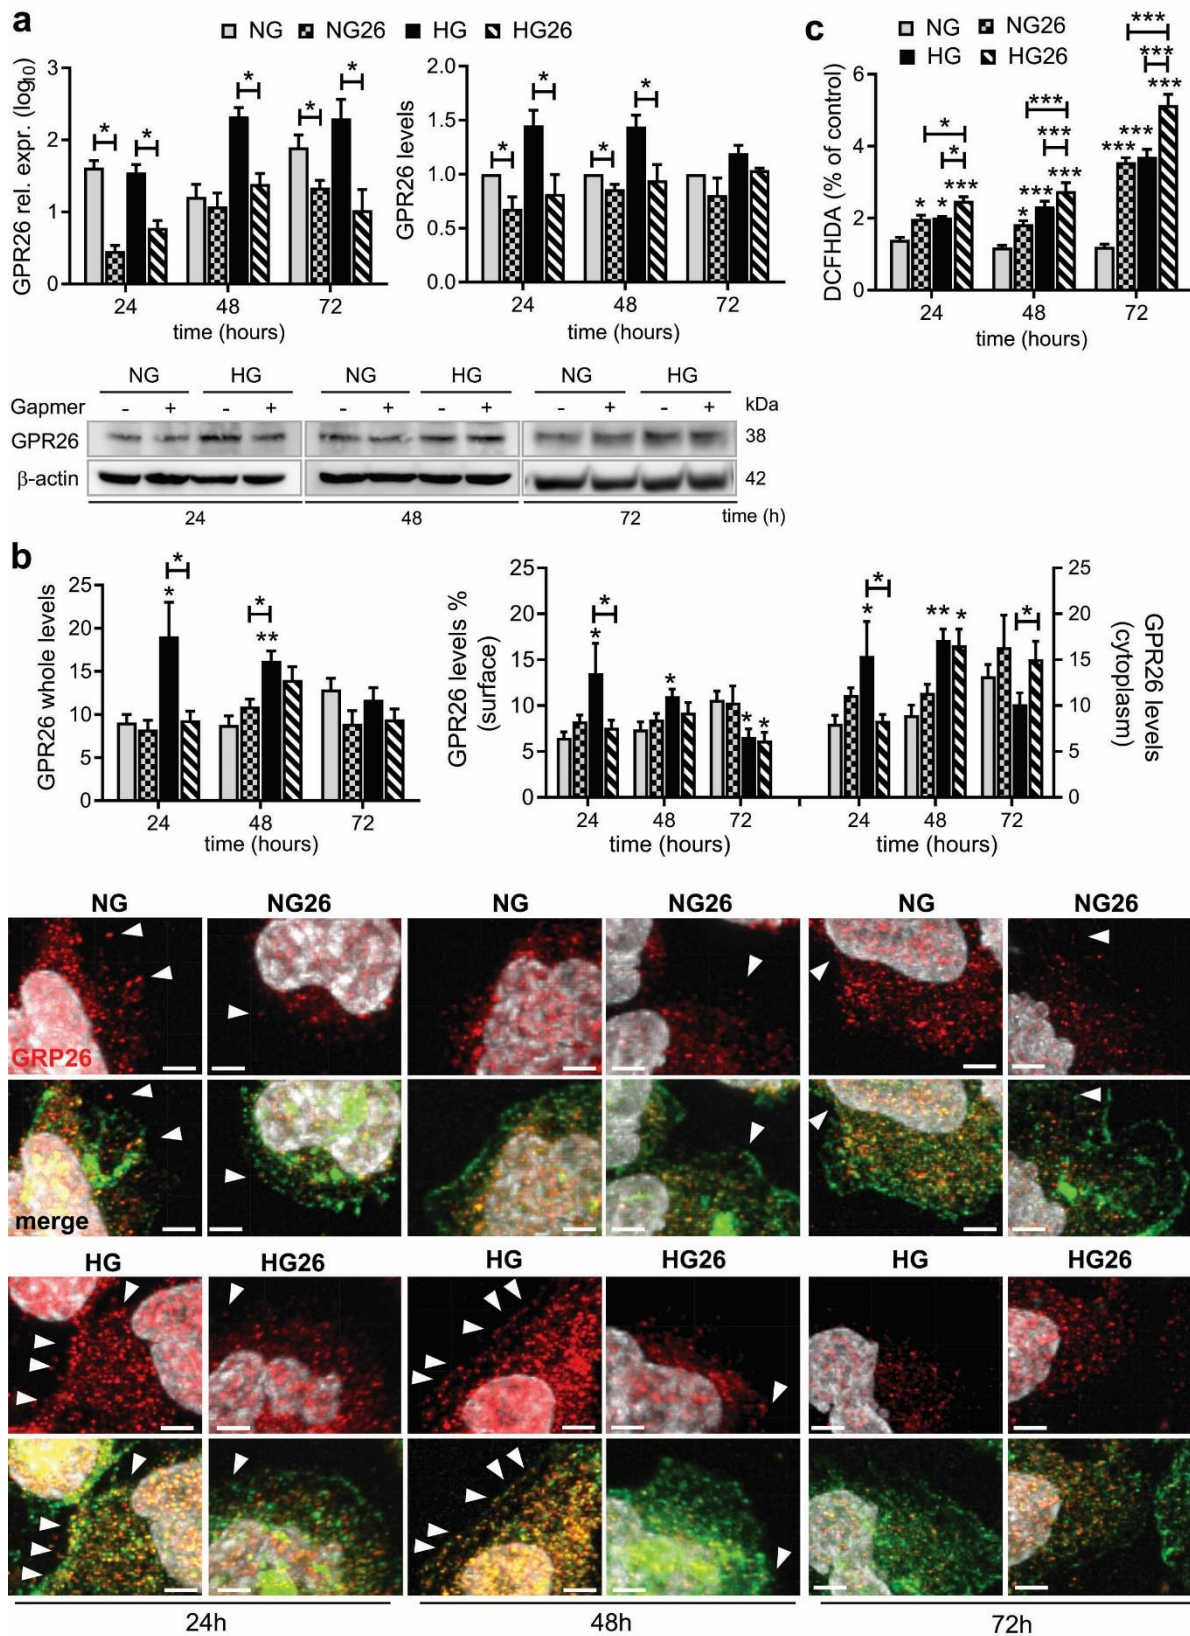 a
NG NG26 HG HG26
GPR26 rel. expr. (log10)
3
2
1
0
* * * * *
24 48 72
time (hours)
GPR26 levels
2.0
1.5
1.0
0.5
0.0
* * * *
24 48 72
time (hours)
c
NG NG26
HG HG26
DCFHDA (% of control)
6
4
2
0
* * *** * *
* *** *** *** ***
*** *** *** *** ***
24 48 72
time (hours)
NG HG NG HG NG HG
Gapmer - + - + - + - + - + - + kDa
GPR26 38
β-actin 42
24 48 72 time (h)
b
GPR26 whole levels
25
20
15
10
5
0
* * * **
24 48 72
time (hours)
GPR26 levels %
(surface)
25
20
15
10
5
0
* * * * *
24 48 72
time (hours)
* * ** * *
24 48 72
time (hours)
25
20
15
10
5
0
GPR26 levels
(cytoplasm)
NG NG26 NG NG26 NG NG26
GRP26
merge
HG HG26 HG HG26 HG HG26
24h 48h 72h